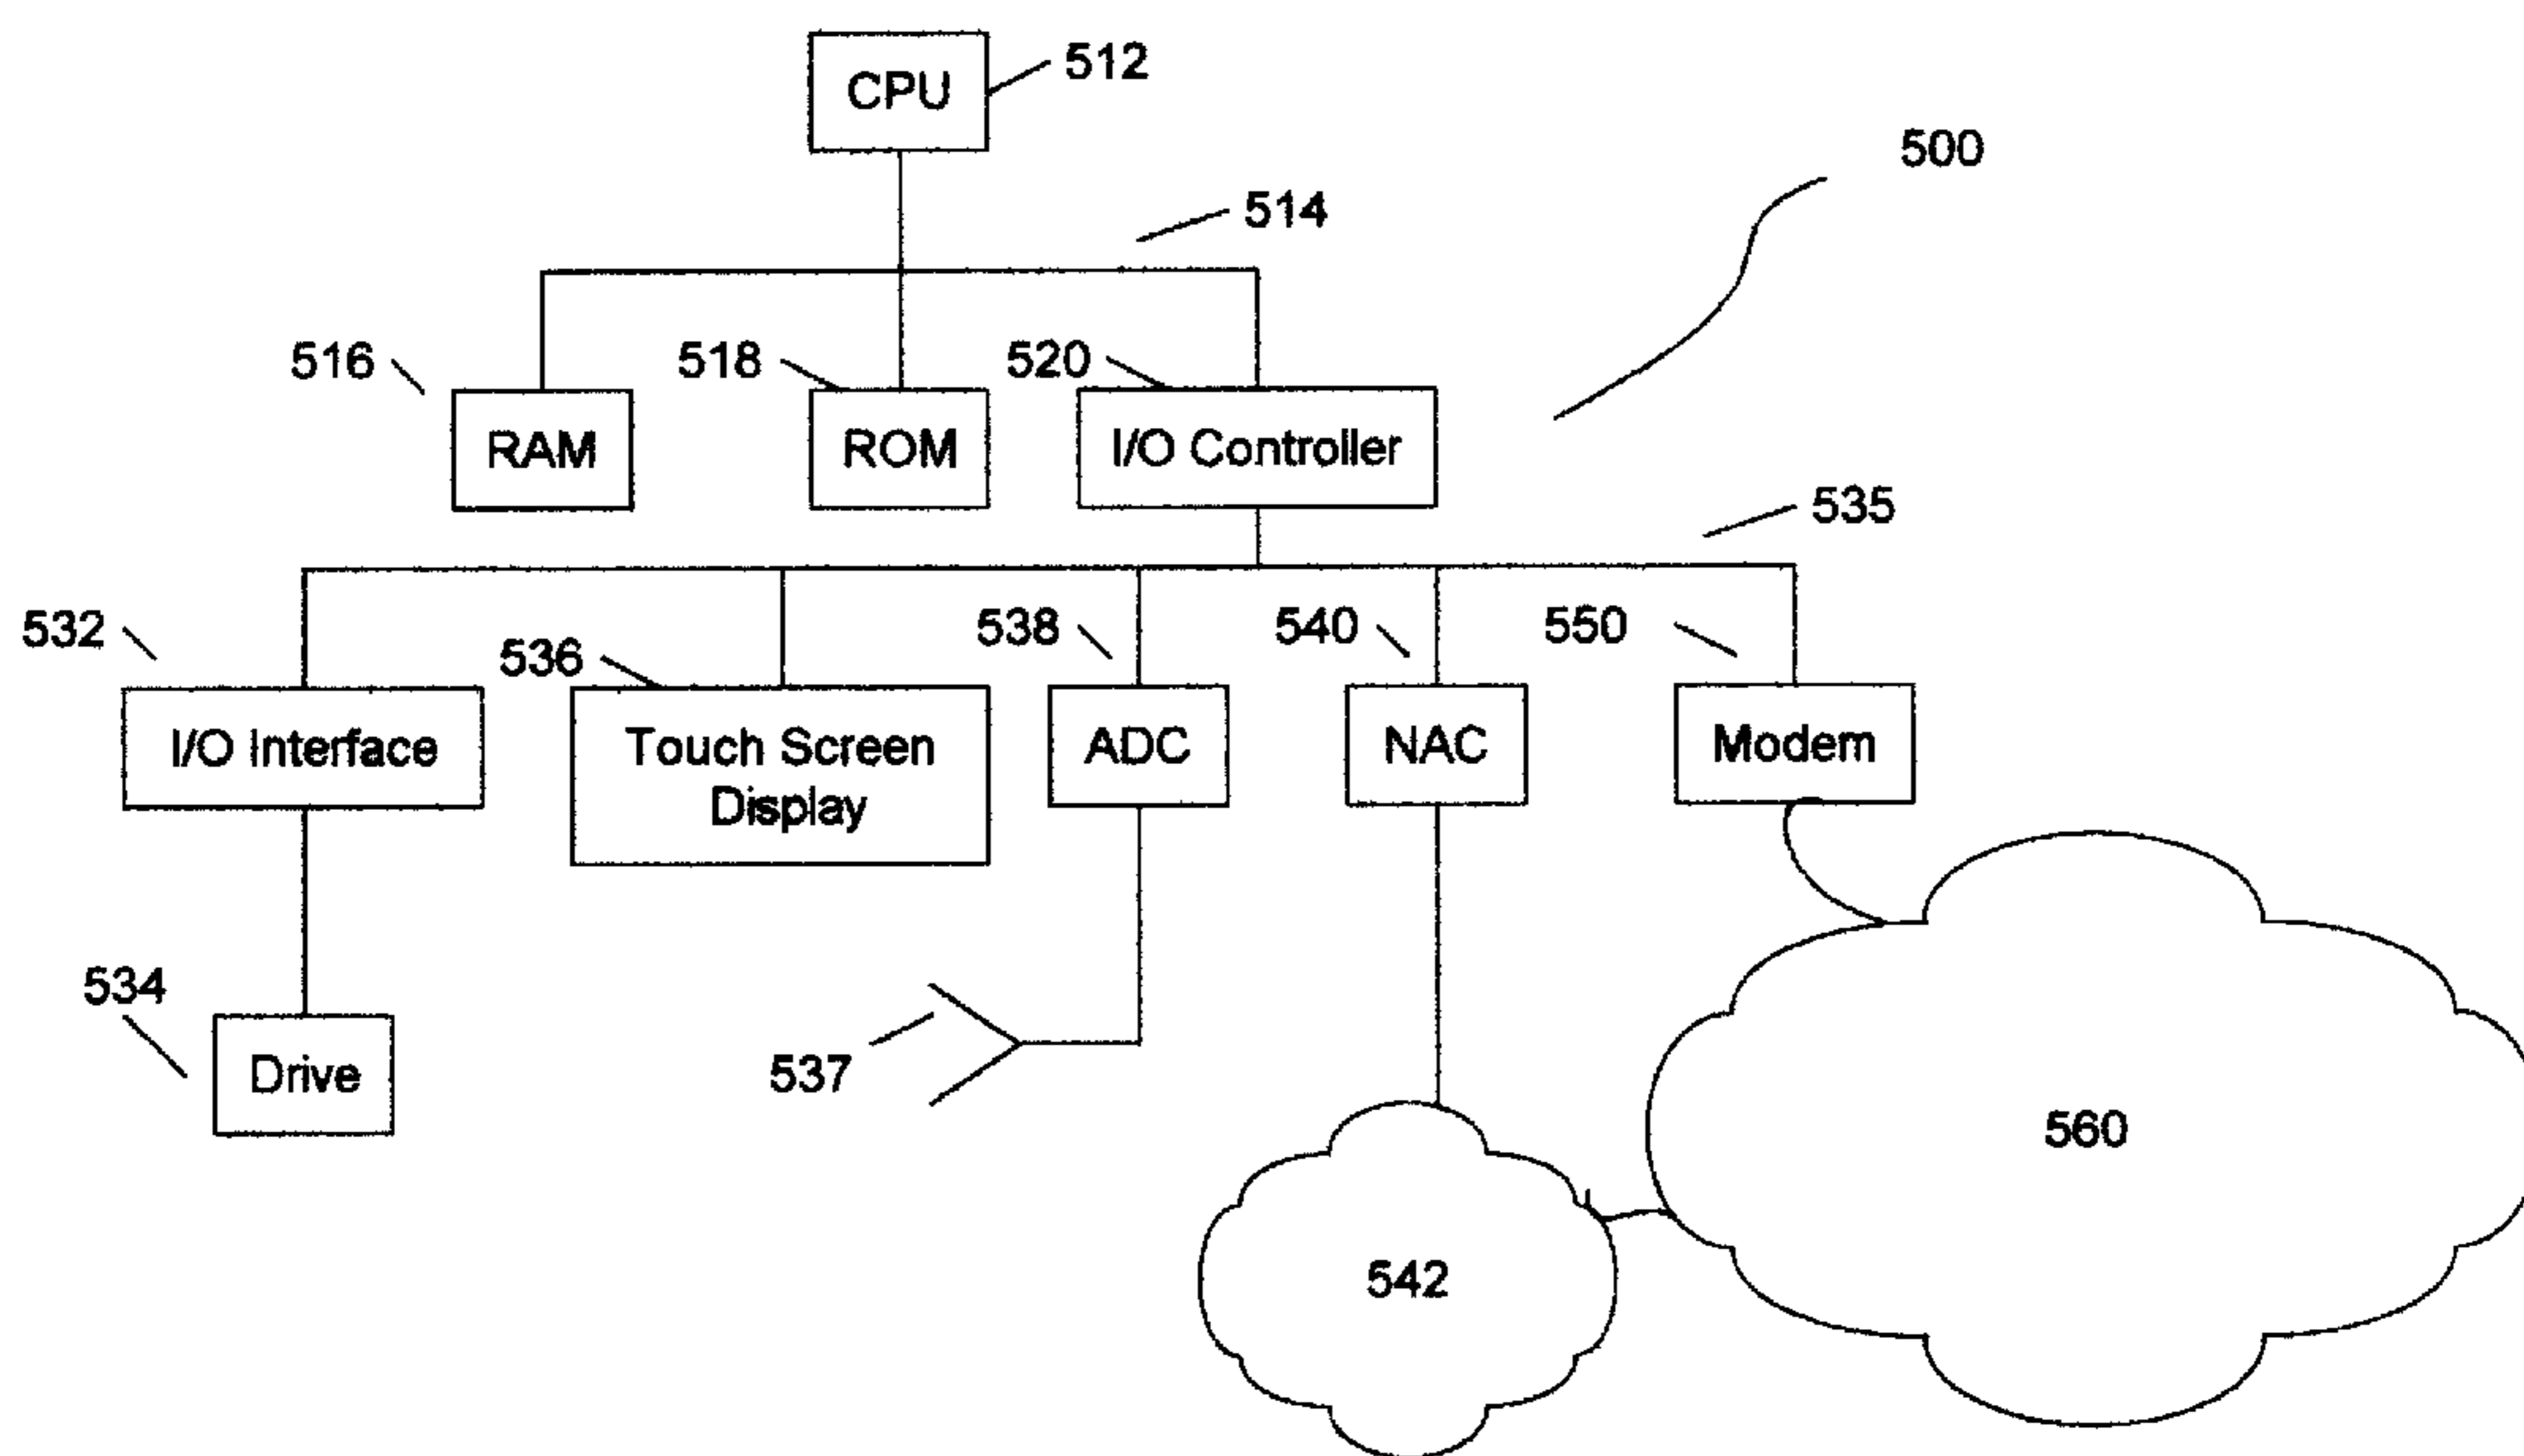 CPU
512
500
514
516
518
520
RAM
ROM
I/O Controller
535
532
536
538
540
550
I/O Interface
Touch Screen
Display
ADC
NAC
Modem
534
Drive
537
560
542